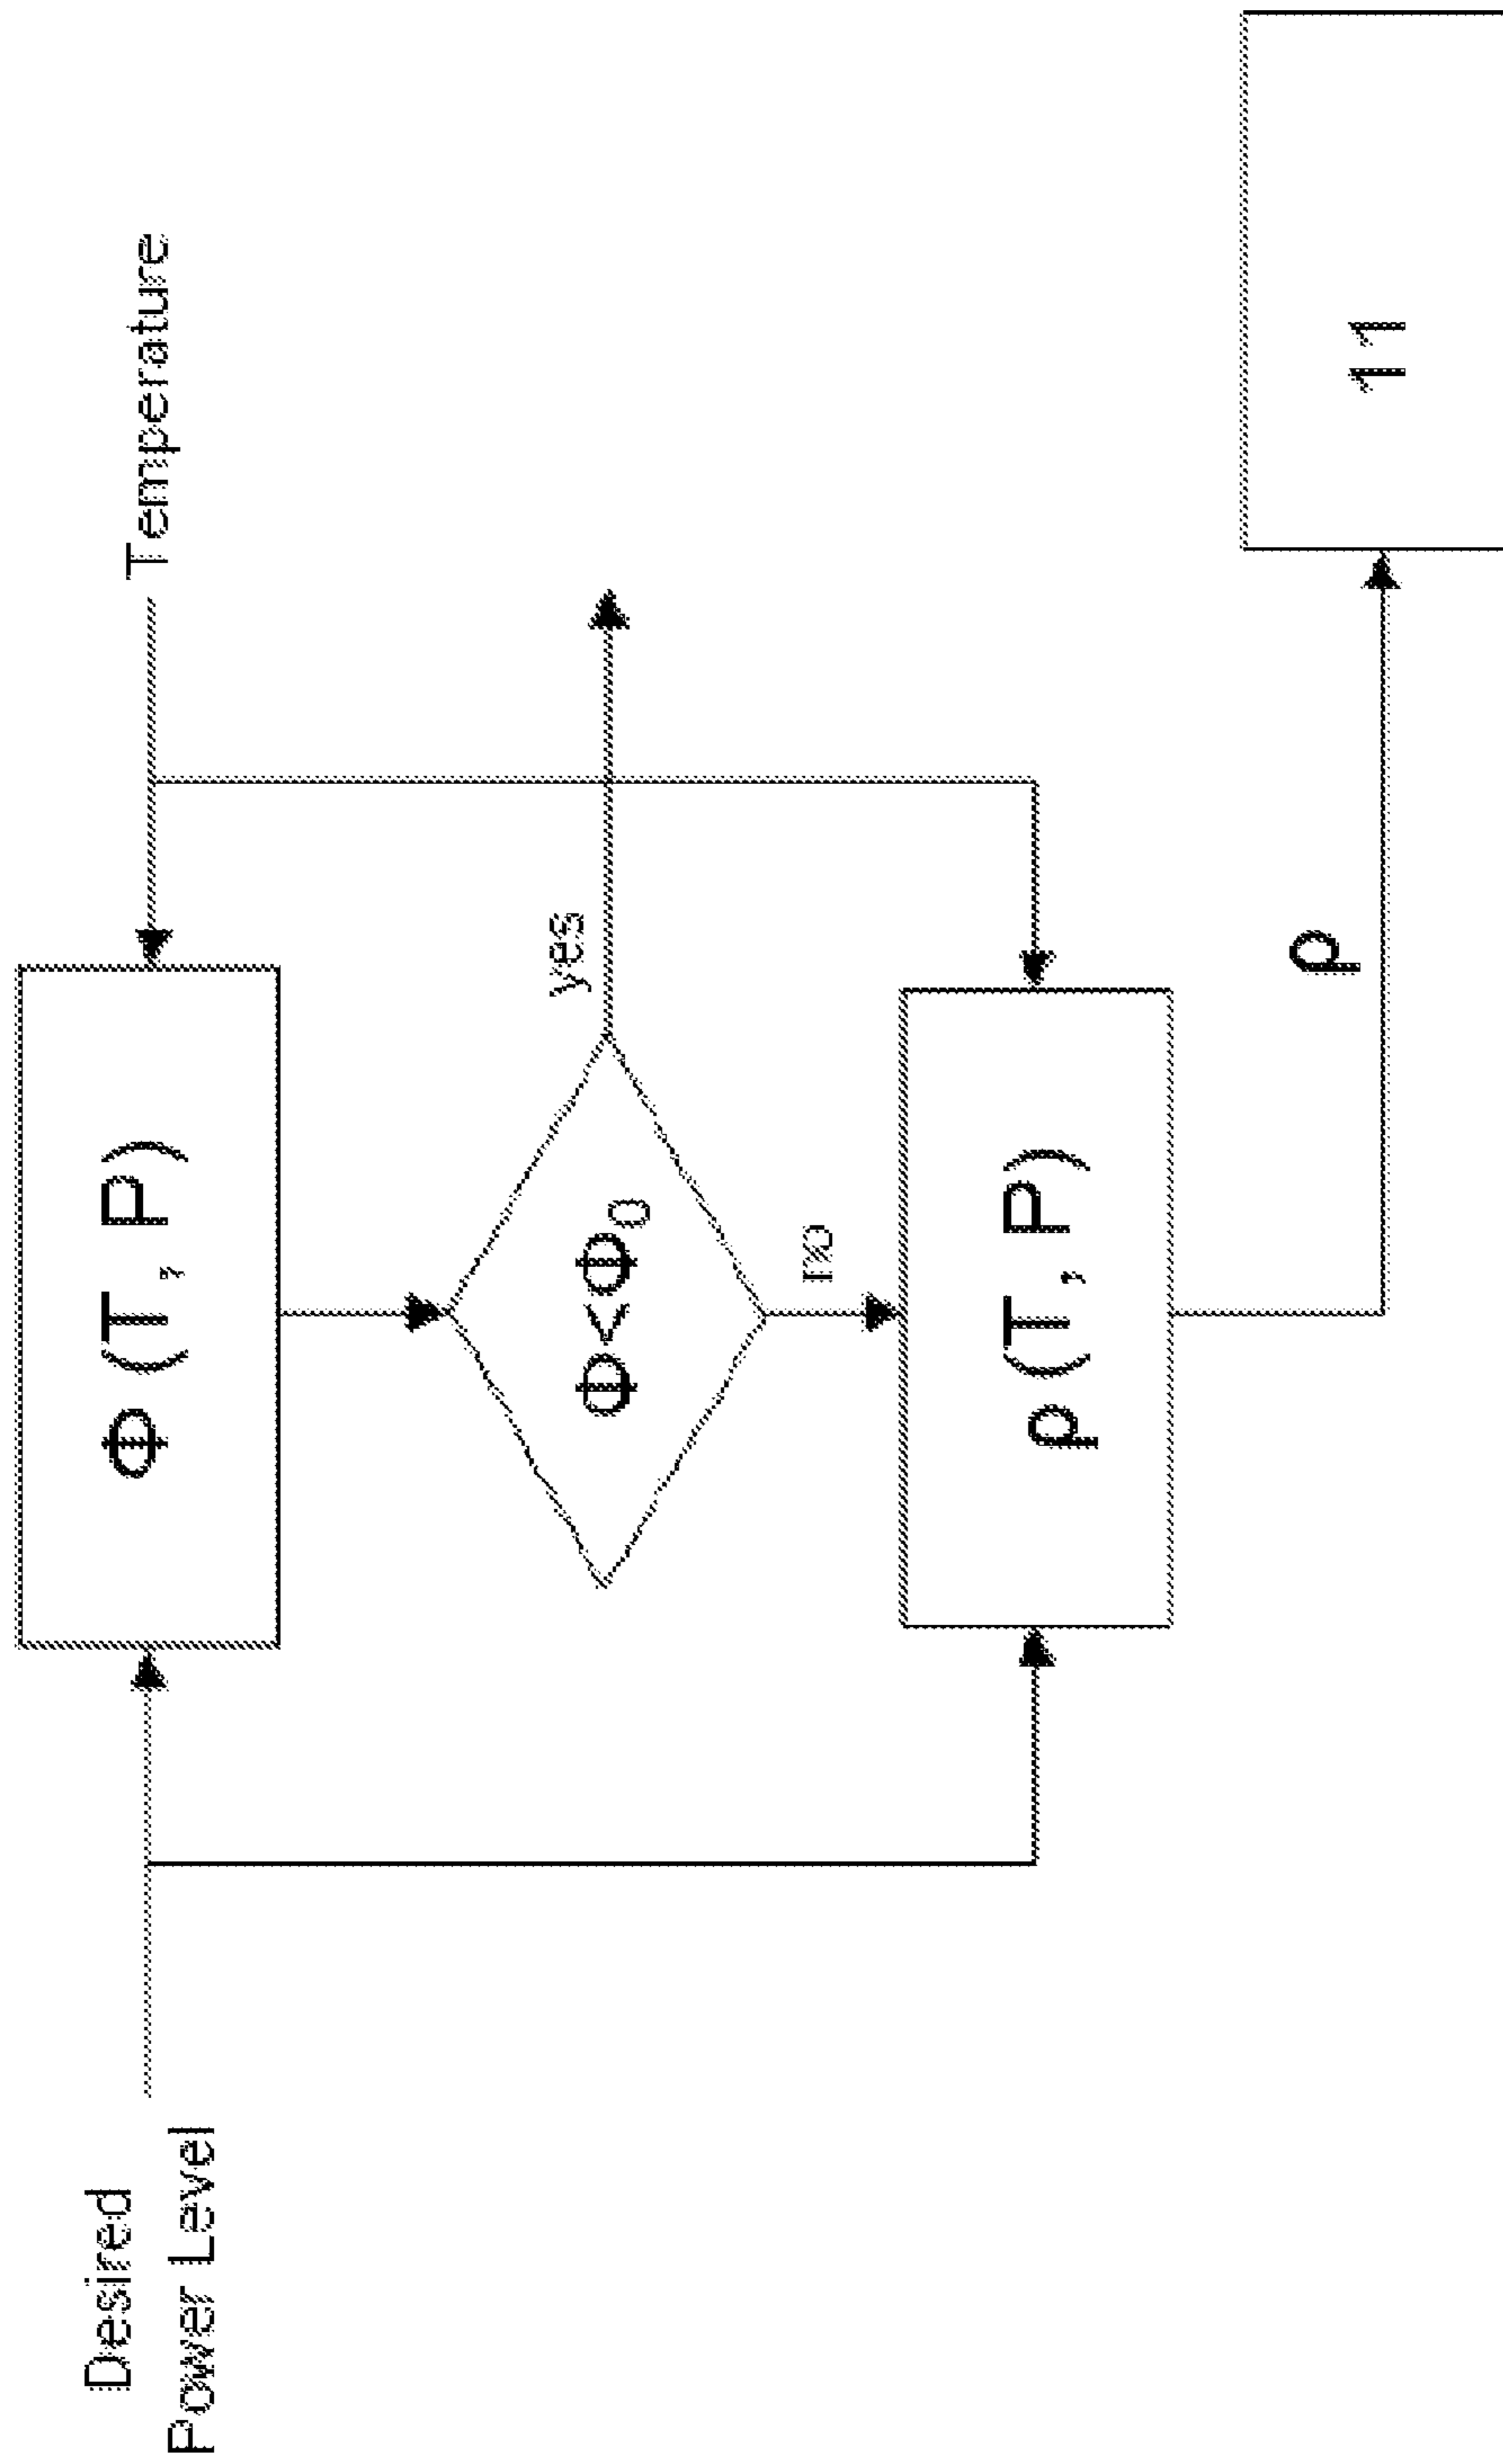 Desired
Power Level
Φ (T, P)
Temperature
Φ<Φ₀
yes
no
ρ (T, P)
ρ
11